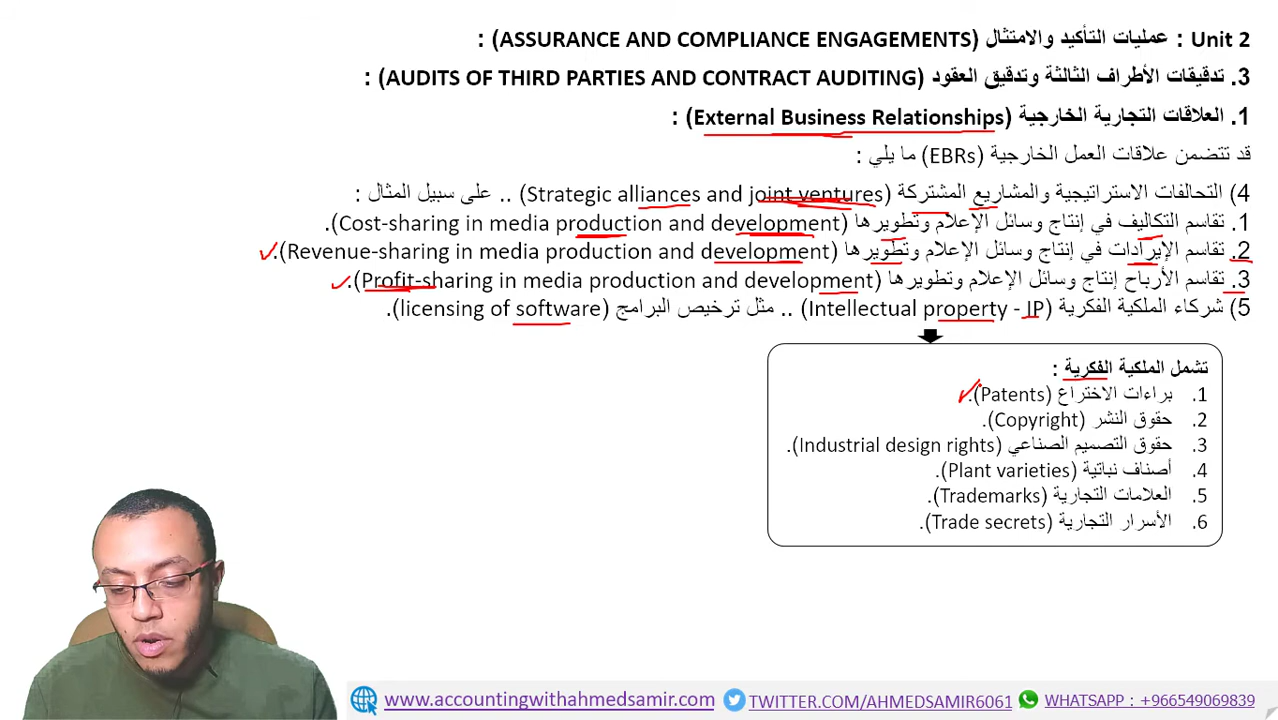 Unit 2 : عمليات التأكيد والامتثال (ASSURANCE AND COMPLIANCE ENGAGEMENTS) :
3. تدقيقات الأطراف الثالثة وتدقيق العقود (AUDITS OF THIRD PARTIES AND CONTRACT AUDITING) :
1. العلاقات التجارية الخارجية (External Business Relationships) :
قد تتضمن علاقات العمل الخارجية (EBRs) ما يلي :
4) التحالفات الاستراتيجية والمشاريع المشتركة (Strategic alliances and joint ventures) .. على سبيل المثال :
1. تقاسم التكاليف في إنتاج وسائل الإعلام وتطويرها (Cost-sharing in media production and development).
2. تقاسم الإيرادات في إنتاج وسائل الإعلام وتطويرها (Revenue-sharing in media production and development).
3. تقاسم الأرباح إنتاج وسائل الإعلام وتطويرها (Profit-sharing in media production and development).
5) شركاء الملكية الفكرية (Intellectual property - IP) .. مثل ترخيص البرامج (licensing of software).
تشمل الملكية الفكرية :
1. براءات الاختراع (Patents).
2. حقوق النشر (Copyright).
3. حقوق التصميم الصناعي (Industrial design rights).
4. أصناف نباتية (Plant varieties).
5. العلامات التجارية (Trademarks).
6. الأسرار التجارية (Trade secrets).
www.accountingwithahmedsamir.com TWITTER.COM/AHMEDSAMIR6061 WHATSAPP : +966549069839